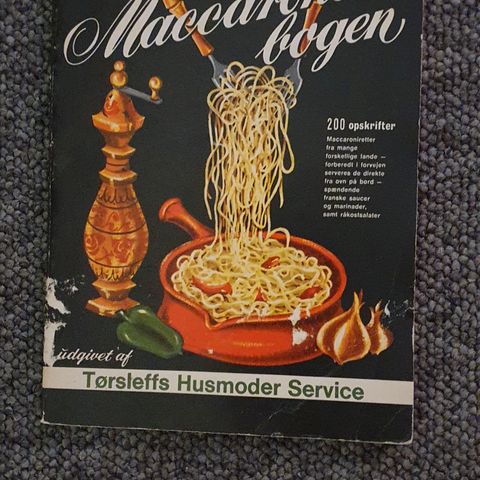 bogen
200 opskrifter
Maccaroniretter
fra mange
forskellige lande –
forberedt i forvejen
serveres de direkte
fra ovn på bord –
spændende
franske saucer
og marinader,
samt råkostsalater
udgivet af
Tørsleffs Husmoder Service